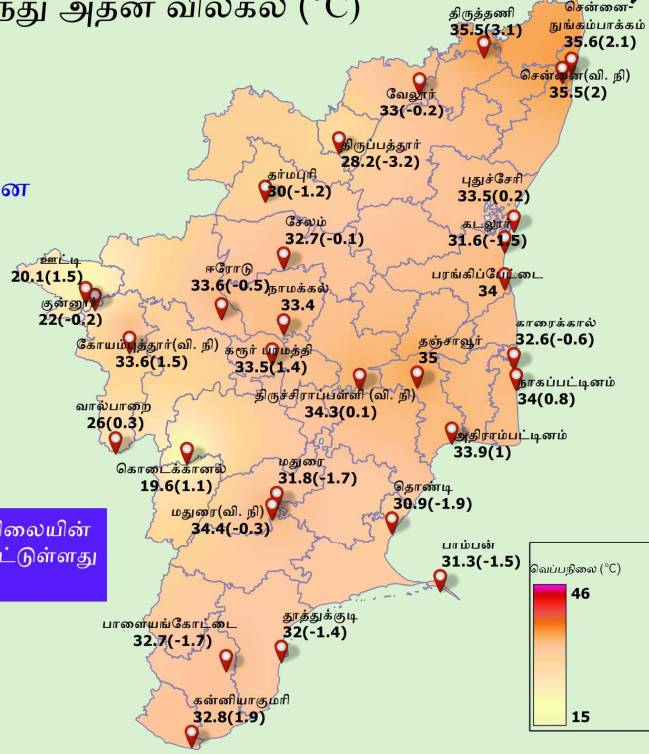 ந்து அதன் விலகல் (°C)
திருத்தணி
35.5(3.1)
சென்னை-
நுங்கம்பாக்கம்
35.6(2.1)
சென்னை(வி. நி)
35.5(2)
வேலூர்
33(-0.2)
திருப்பத்தூர்
28.2(-3.2)
தர்மபுரி
30(-1.2)
புதுச்சேரி
33.5(0.2)
கடலூர்
31.6(-1.5)
சேலம்
32.7(-0.1)
ஊட்டி
20.1(1.5)
குன்னூர்
22(-0.2)
ஈரோடு
33.6(-0.5)
நாமக்கல்
33.4
பரங்கிப்பேட்டை
34
காரைக்கால்
32.6(-0.6)
கோயம்புத்தூர்(வி. நி)
33.6(1.5)
கரூர் பரமத்தி
33.5(1.4)
தஞ்சாவூர்
35
நாகப்பட்டினம்
34(0.8)
திருச்சிராப்பள்ளி (வி. நி)
34.3(0.1)
வால்பாறை
26(0.3)
அதிராம்பட்டினம்
33.9(1)
கொடைக்கானல்
19.6(1.1)
மதுரை
31.8(-1.7)
மதுரை(வி. நி)
34.4(-0.3)
தொண்டி
30.9(-1.9)
பாம்பன்
31.3(-1.5)
நிலையின்
ட்டுள்ளது
வெப்பநிலை (°C)
46
15
பாளையங்கோட்டை
32.7(-1.7)
தூத்துக்குடி
32(-1.4)
கன்னியாகுமரி
32.8(1.9)